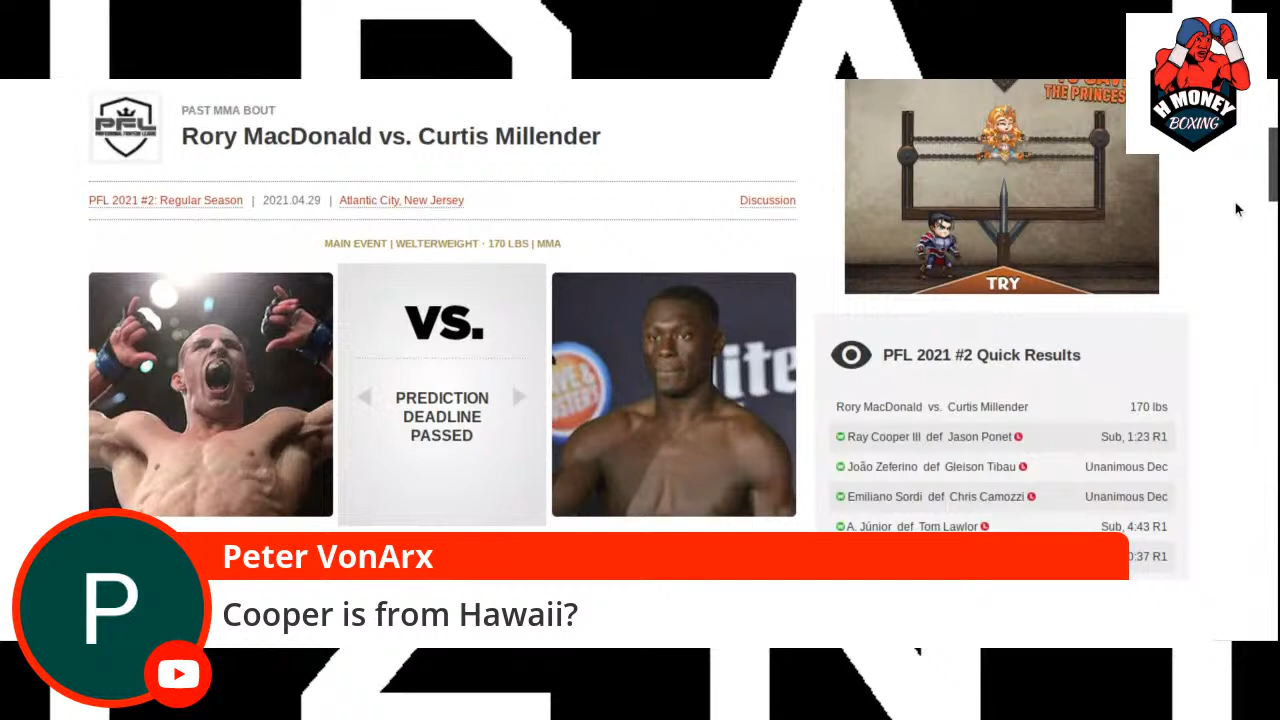 PAST MMA BOUT
Rory MacDonald vs. Curtis Millender
PFL 2021 #2: Regular Season | 2021.04.29 | Atlantic City, New Jersey
Discussion
MAIN EVENT | WELTERWEIGHT · 170 LBS | MMA
VS.
PREDICTION
DEADLINE
PASSED
PFL
THE PRINCESS
TRY
H MONEY
BOXING
PFL 2021 #2 Quick Results
Rory MacDonald vs. Curtis Millender 170 lbs
W Ray Cooper III def Jason Ponet L Sub, 1:23 R1
W João Zeferino def Gleison Tibau L Unanimous Dec
W Emiliano Sordi def Chris Camozzi L Unanimous Dec
W A. Júnior def Tom Lawlor L Sub, 4:43 R1
0:37 R1
P
Peter VonArx
Cooper is from Hawaii?